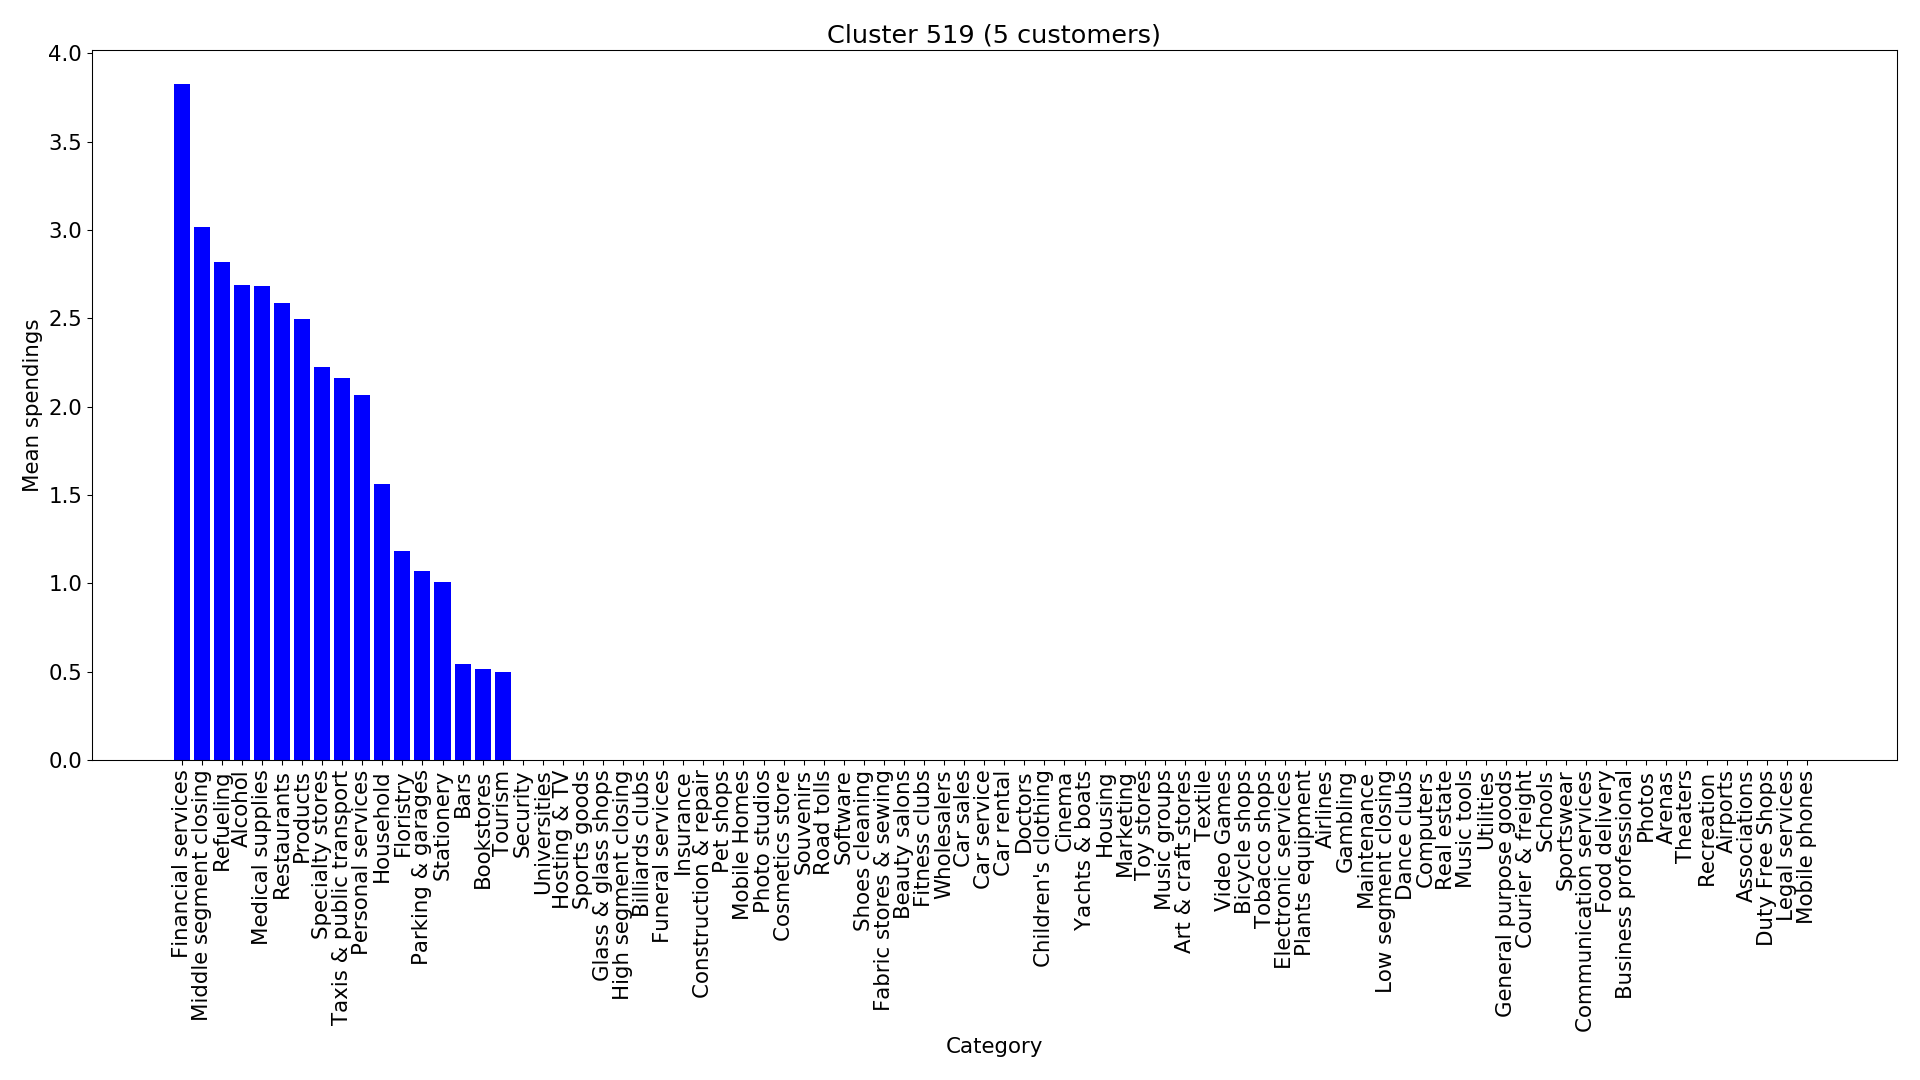 Cluster 519 (5 customers)
4.0
3.5
3.0
2.5
2.0
1.5
1.0
0.5
0.0
Mean spendings
Financial services
Middle segment closing
Refueling
Alcohol
Medical supplies
Restaurants
Products
Specialty stores
Taxis & public transport
Personal services
Household
Floristry
Parking & garages
Stationery
Bars
Bookstores
Tourism
Security
Universities
Hosting & TV
Sports goods
Glass & glass shops
High segment closing
Billiards clubs
Funeral services
Insurance
Construction & repair
Pet shops
Mobile Homes
Photo studios
Cosmetics store
Souvenirs
Road tolls
Software
Shoes cleaning
Fabric stores & sewing
Beauty salons
Fitness clubs
Wholesalers
Car sales
Car service
Car rental
Doctors
Children's clothing
Cinema
Yachts & boats
Housing
Marketing
Toy stores
Music groups
Art & craft stores
Textile
Video Games
Bicycle shops
Tobacco shops
Electronic services
Plants equipment
Airlines
Gambling
Maintenance
Low segment closing
Dance clubs
Computers
Real estate
Music tools
Utilities
General purpose goods
Courier & freight
Schools
Sportswear
Communication services
Food delivery
Business professional
Photos
Arenas
Theaters
Recreation
Airports
Associations
Duty Free Shops
Legal services
Mobile phones
Category